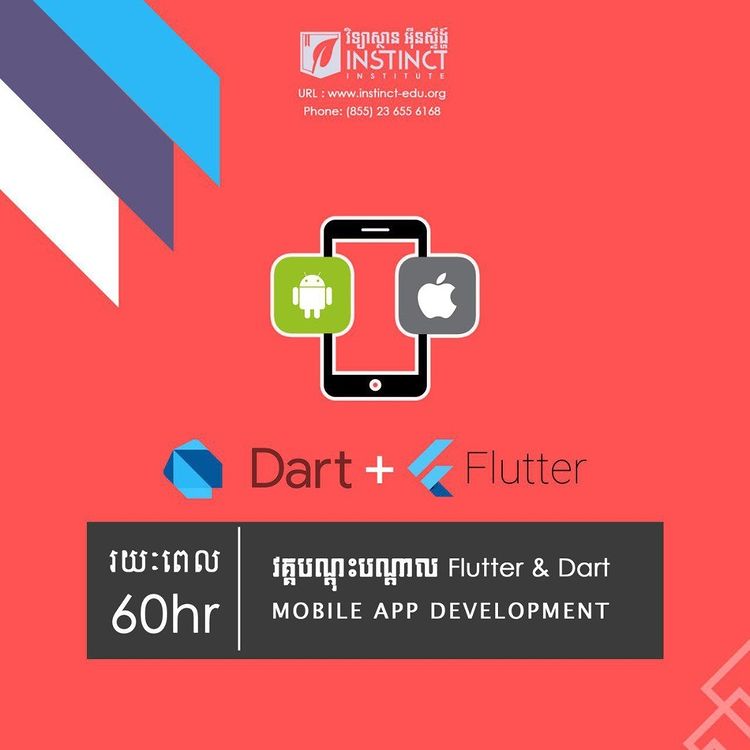 វិទ្យាស្ថាន អ៊ីនស្ទីង្ហ
INSTINCT
INSTITUTE
URL : www.instinct-edu.org
Phone: (855) 23 655 6168
Dart + Flutter
រយៈពេល
60hr
វគ្គបណ្តុះបណ្តាល Flutter & Dart
MOBILE APP DEVELOPMENT